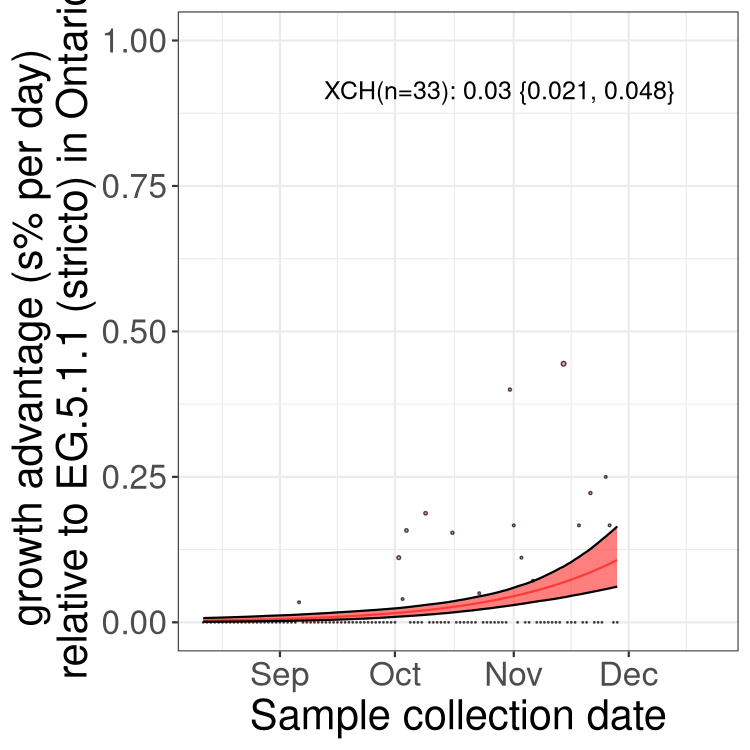 growth advantage (s% per day)
relative to EG.5.1.1 (stricto) in Ontario
1.00
0.75
0.50
0.25
0.00
XCH(n=33): 0.03 {0.021, 0.048}
Sep Oct Nov Dec
Sample collection date